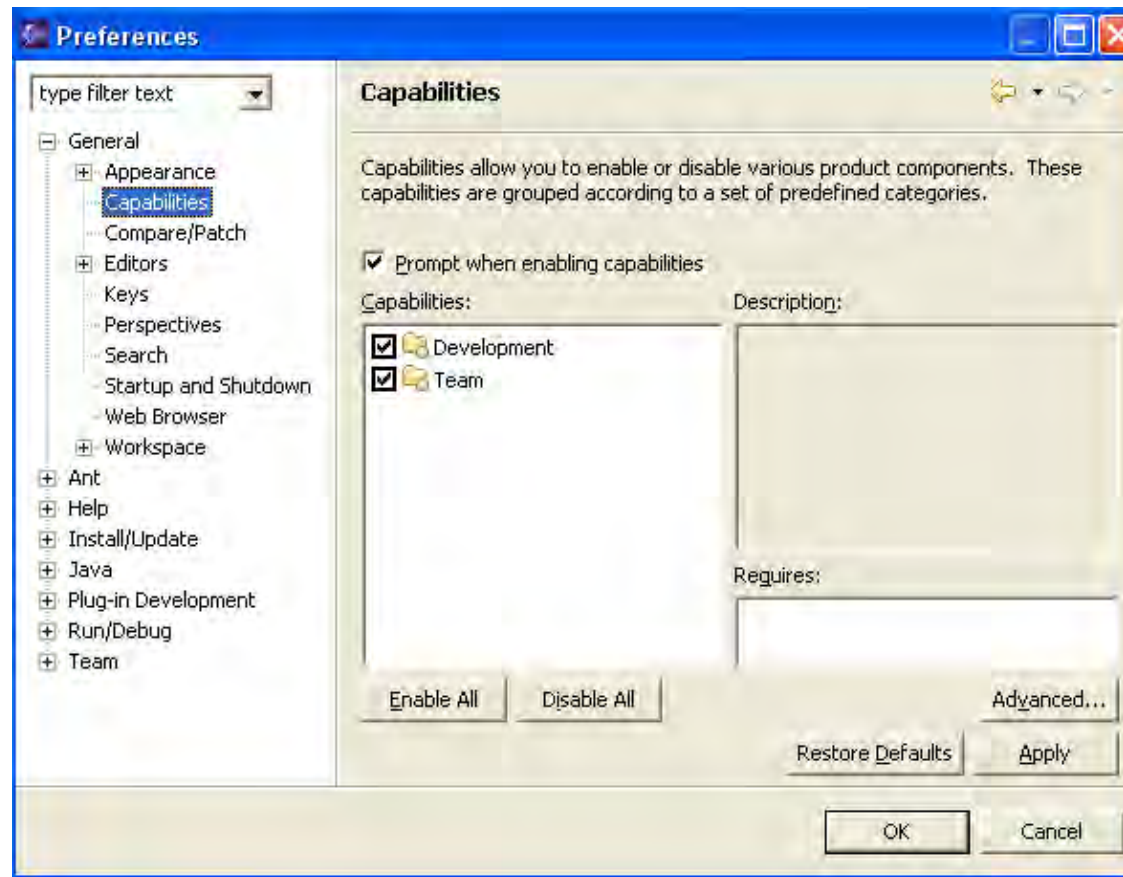 Preferences
type filter text
General
Appearance
Capabilities
Compare/Patch
Editors
Keys
Perspectives
Search
Startup and Shutdown
Web Browser
Workspace
Ant
Help
Install/Update
Java
Plug-in Development
Run/Debug
Team
Capabilities
Capabilities allow you to enable or disable various product components. These
capabilities are grouped according to a set of predefined categories.
Prompt when enabling capabilities
Capabilities:
Development
Team
Description:
Requires:
Enable All
Disable All
Advanced...
Restore Defaults
Apply
OK
Cancel